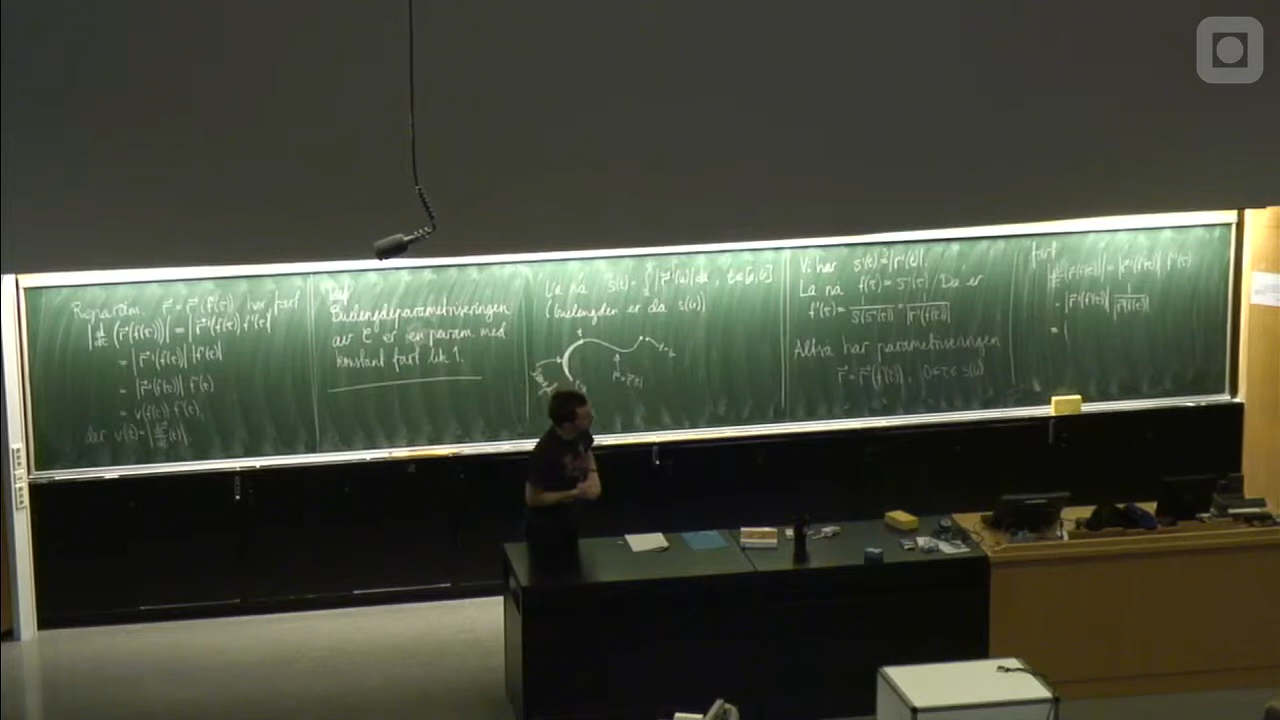 Reparam. r⃗ = r⃗(f(τ)) har fart
|d/dτ (r⃗(f(τ)))| = |r⃗'(f(τ)) f'(τ)|
= |r⃗'(f(τ))| |f'(τ)|
= |r⃗'(f(τ))| f'(τ)
= v(f(τ)) f'(τ),
der v(t) = |dr⃗/dt (t)|.
Def
Buelengdeparametriseringen
av C er en param. med
konstant fart lik 1.
La nå s(t) = ∫ |r⃗'(u)| du, t ∈ [a,b]
(buelengden er da s(b))
r⃗ = r⃗(t)
Vi har s'(t) = |r⃗'(t)|.
La nå f(τ) = s⁻¹(τ). Da er
f'(τ) = 1/s'(s⁻¹(τ)) = 1/|r⃗'(f(τ))|
Altså har parametriseringen
r⃗ = r⃗(f(τ)), 0 ≤ τ ≤ s(b)
fart
|d/dτ (r⃗(f(τ)))| = |r⃗'(f(τ))| f'(τ)
= |r⃗'(f(τ))| 1/|r⃗'(f(τ))|
= 1